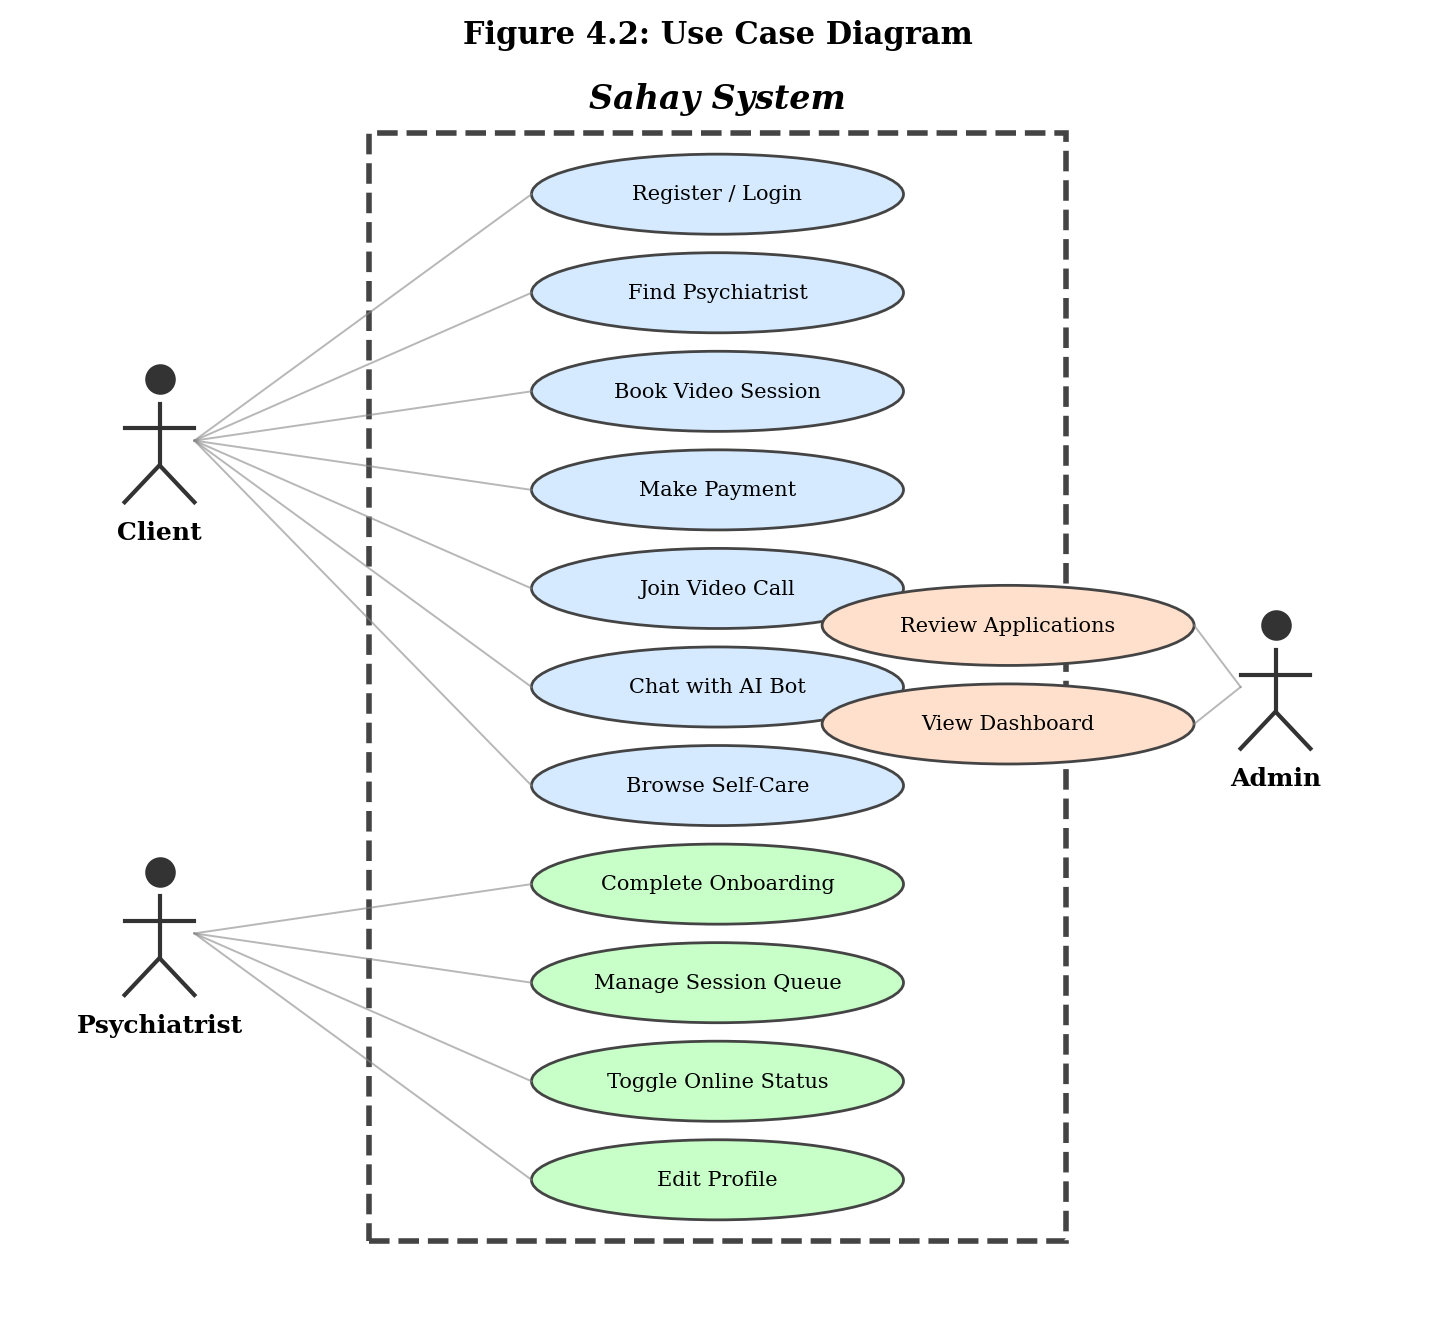 Figure 4.2: Use Case Diagram
Sahay System
Register / Login
Find Psychiatrist
Book Video Session
Make Payment
Join Video Call
Chat with AI Bot
Browse Self-Care
Complete Onboarding
Manage Session Queue
Toggle Online Status
Edit Profile
Review Applications
View Dashboard
Client
Psychiatrist
Admin